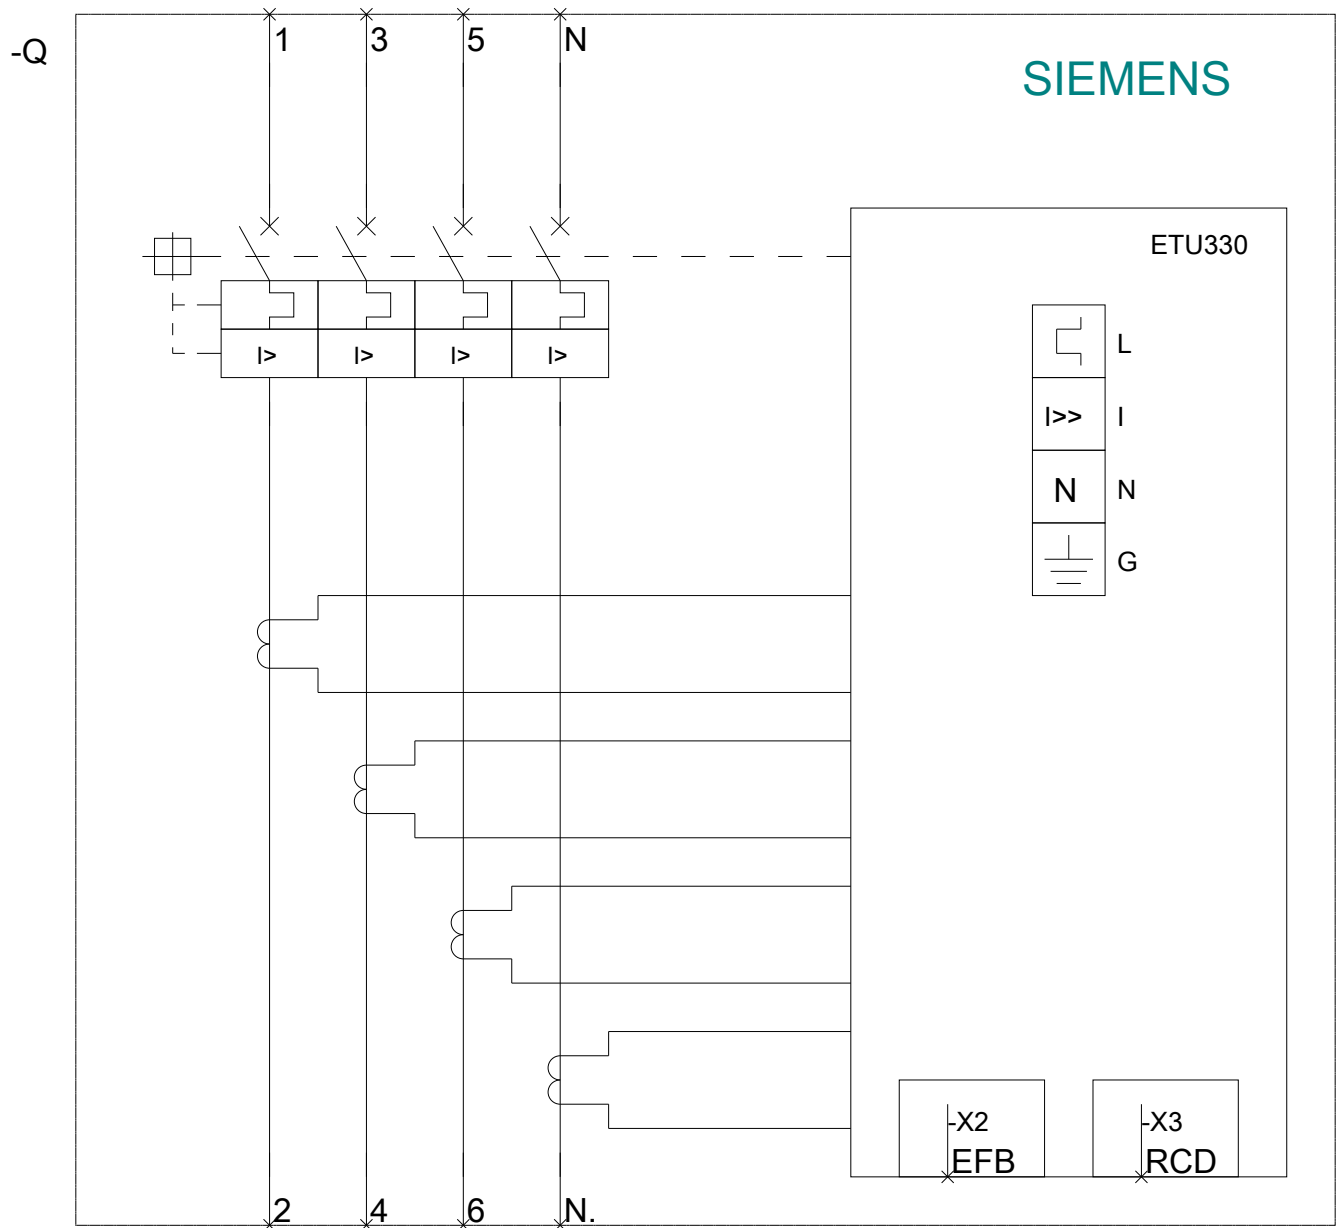 1 3 5 N
-Q
SIEMENS
ETU330
L
I> I> I> I>
I>> I
N N
G
-X2 -X3
EFB RCD
2 4 6 N.